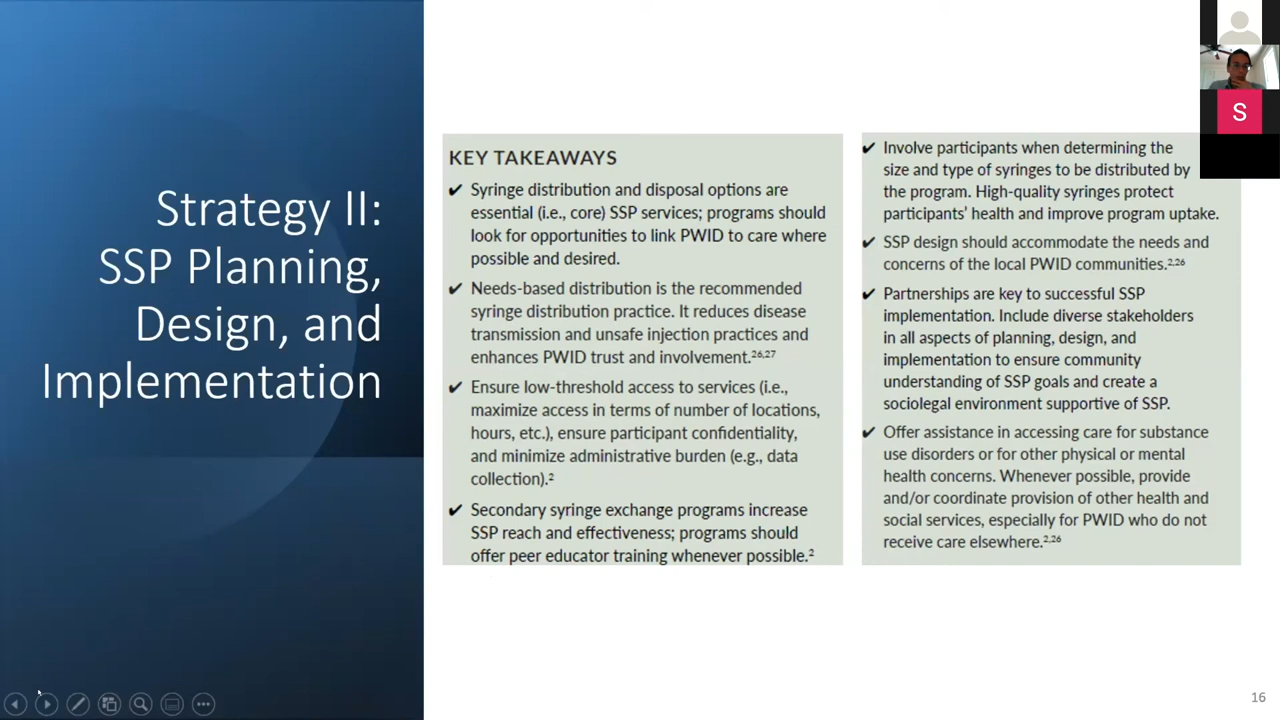 Strategy II:
SSP Planning,
Design, and
Implementation
KEY TAKEAWAYS
✔ Syringe distribution and disposal options are
essential (i.e., core) SSP services; programs should
look for opportunities to link PWID to care where
possible and desired.
✔ Needs-based distribution is the recommended
syringe distribution practice. It reduces disease
transmission and unsafe injection practices and
enhances PWID trust and involvement.26,27
✔ Ensure low-threshold access to services (i.e.,
maximize access in terms of number of locations,
hours, etc.), ensure participant confidentiality,
and minimize administrative burden (e.g., data
collection).2
✔ Secondary syringe exchange programs increase
SSP reach and effectiveness; programs should
offer peer educator training whenever possible.2
✔ Involve participants when determining the
size and type of syringes to be distributed by
the program. High-quality syringes protect
participants' health and improve program uptake.
✔ SSP design should accommodate the needs and
concerns of the local PWID communities.2,26
✔ Partnerships are key to successful SSP
implementation. Include diverse stakeholders
in all aspects of planning, design, and
implementation to ensure community
understanding of SSP goals and create a
sociolegal environment supportive of SSP.
✔ Offer assistance in accessing care for substance
use disorders or for other physical or mental
health concerns. Whenever possible, provide
and/or coordinate provision of other health and
social services, especially for PWID who do not
receive care elsewhere.2,26
S
16